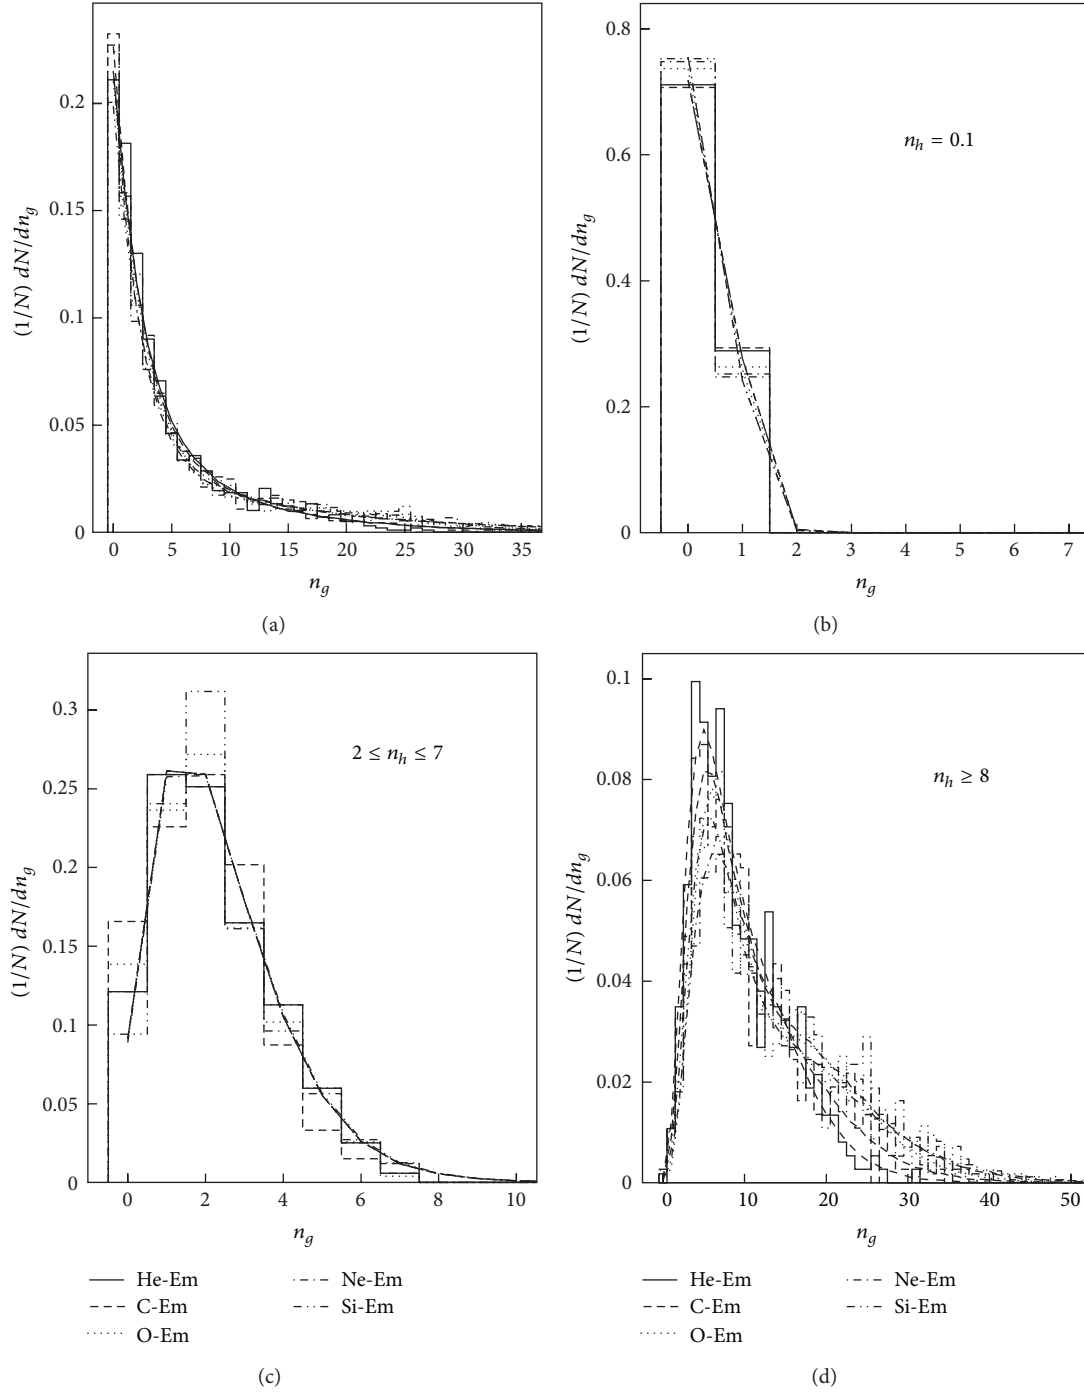 0.2
0.15
0.1
0.05
0
(1/N) dN/dn_g
0 5 10 15 20 25 30 35
n_g
(a)
0.8
0.6
0.4
0.2
0
(1/N) dN/dn_g
n_h = 0.1
0 1 2 3 4 5 6 7
n_g
(b)
0.3
0.25
0.2
0.15
0.1
0.05
0
(1/N) dN/dn_g
2 ≤ n_h ≤ 7
0 2 4 6 8 10
n_g
He-Em
C-Em
O-Em
Ne-Em
Si-Em
(c)
0.1
0.08
0.06
0.04
0.02
0
(1/N) dN/dn_g
n_h ≥ 8
0 10 20 30 40 50
n_g
He-Em
C-Em
O-Em
Ne-Em
Si-Em
(d)